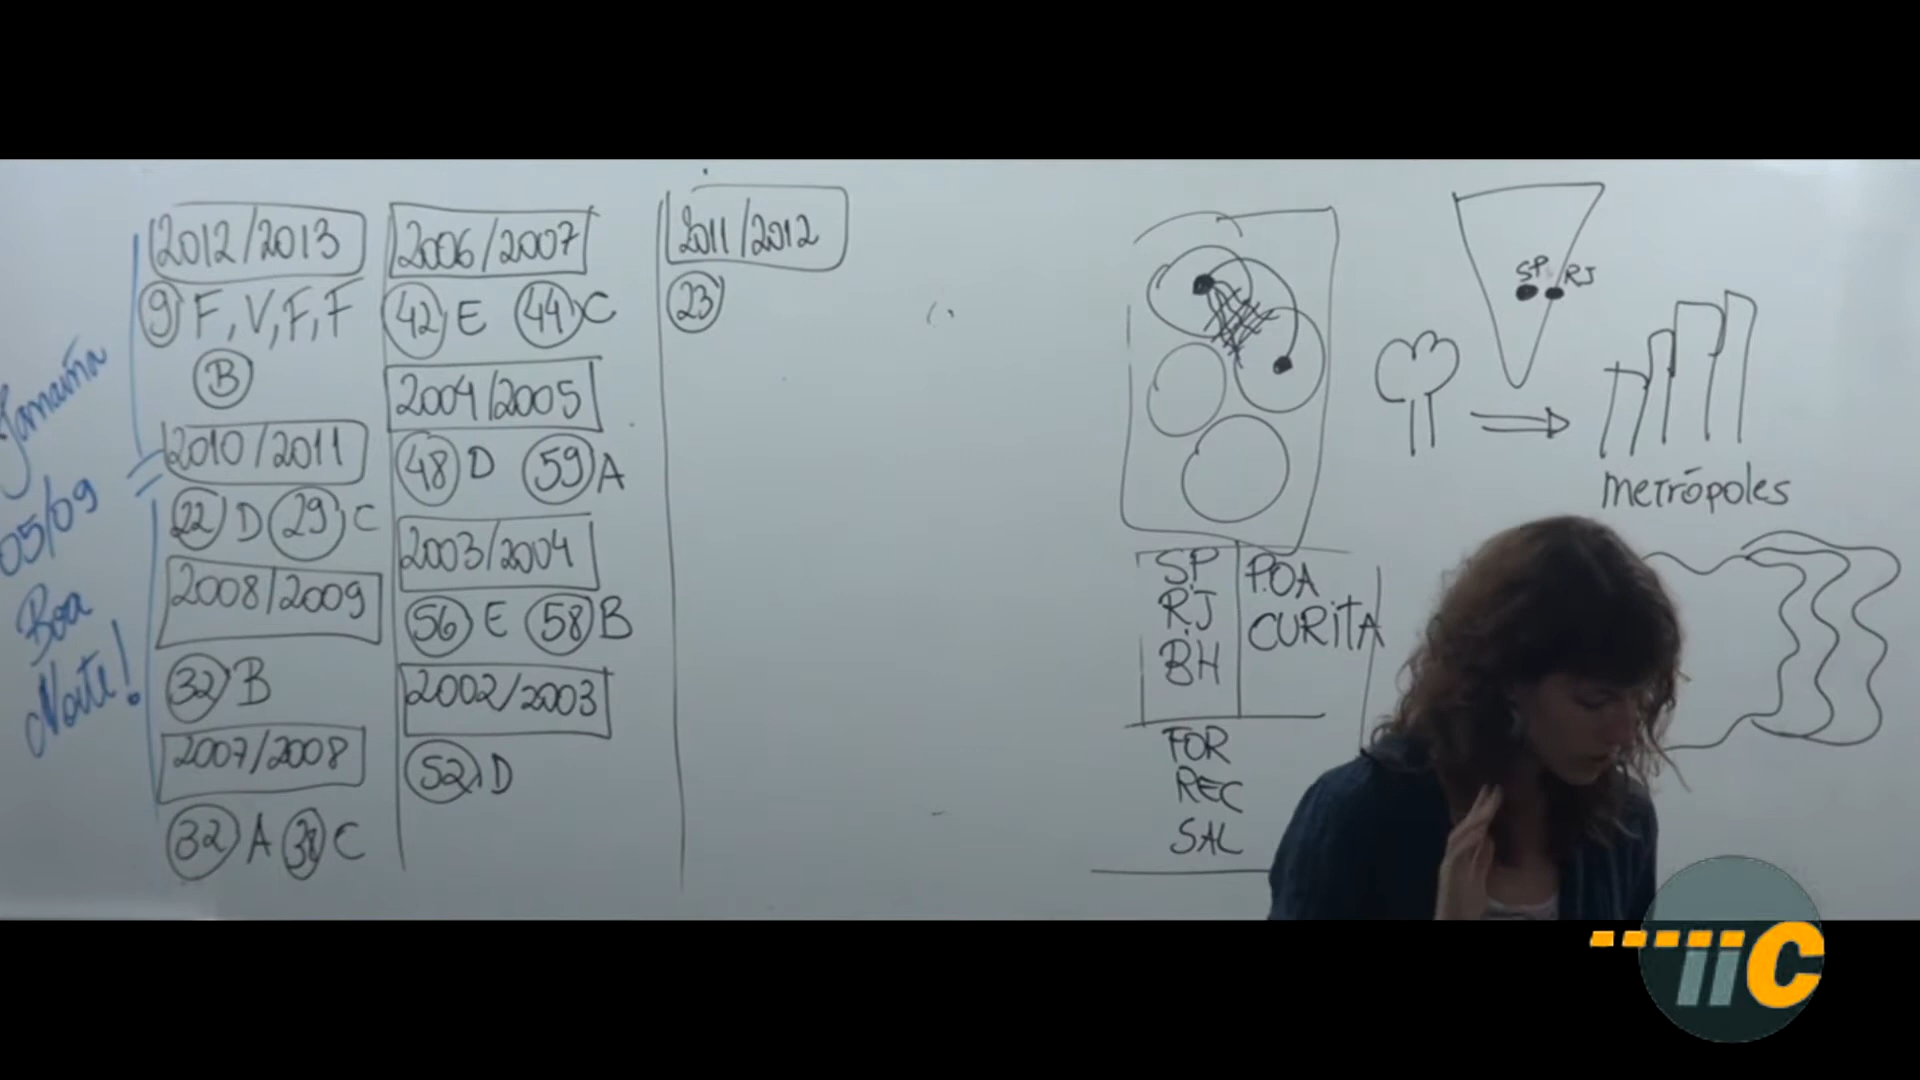 Janaína
05/09
Boa
Noite!
2012/2013
9 F, V, F, F
B
2010/2011
22 D 29 C
2008/2009
32 B
2007/2008
32 A 38 C
2006/2007
42 E 44 C
2004/2005
48 D 59 A
2003/2004
56 E 58 B
2002/2003
52 D
2011/2012
23
SP RJ
metrópoles
SP
RJ
BH
POA
CURITA
FOR
REC
SAL
iiC